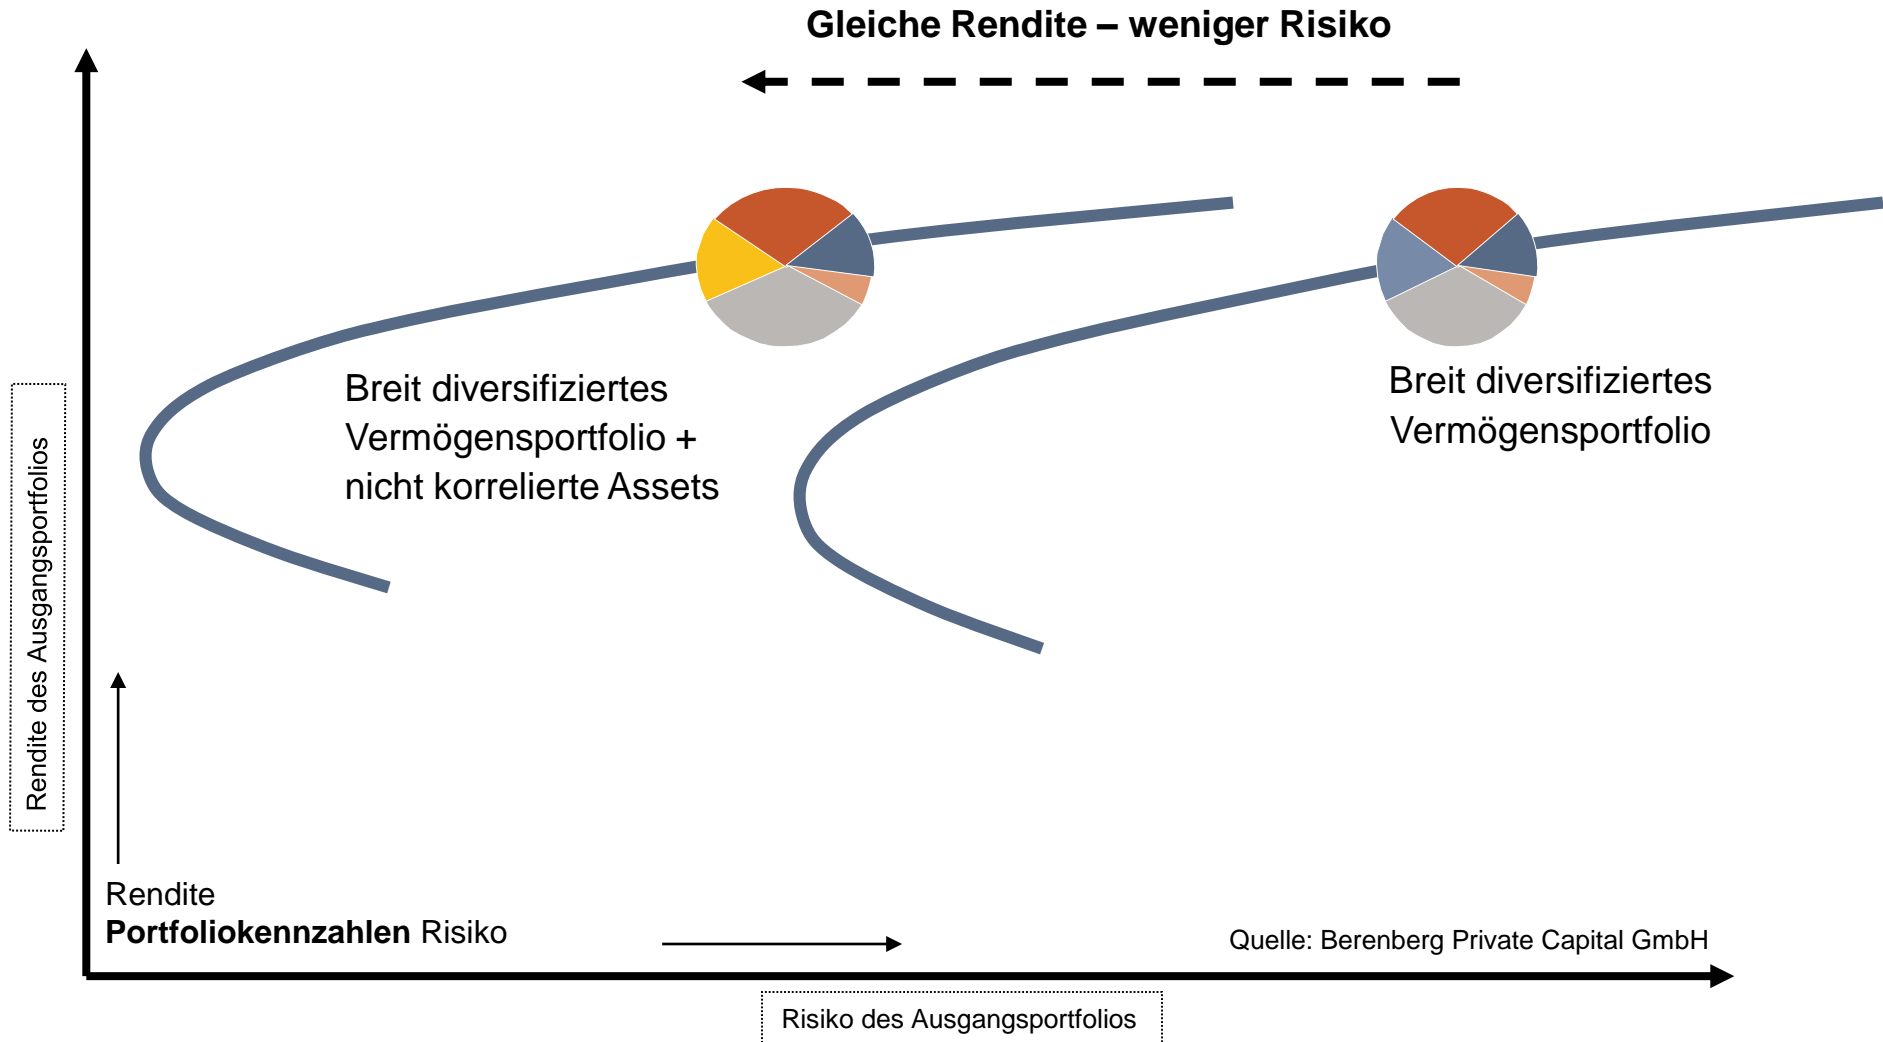 Gleiche Rendite – weniger Risiko
Breit diversifiziertes
Vermögensportfolio +
nicht korrelierte Assets
Breit diversifiziertes
Vermögensportfolio
Rendite des Ausgangsportfolios
Rendite
Portfoliokennzahlen Risiko
Quelle: Berenberg Private Capital GmbH
Risiko des Ausgangsportfolios